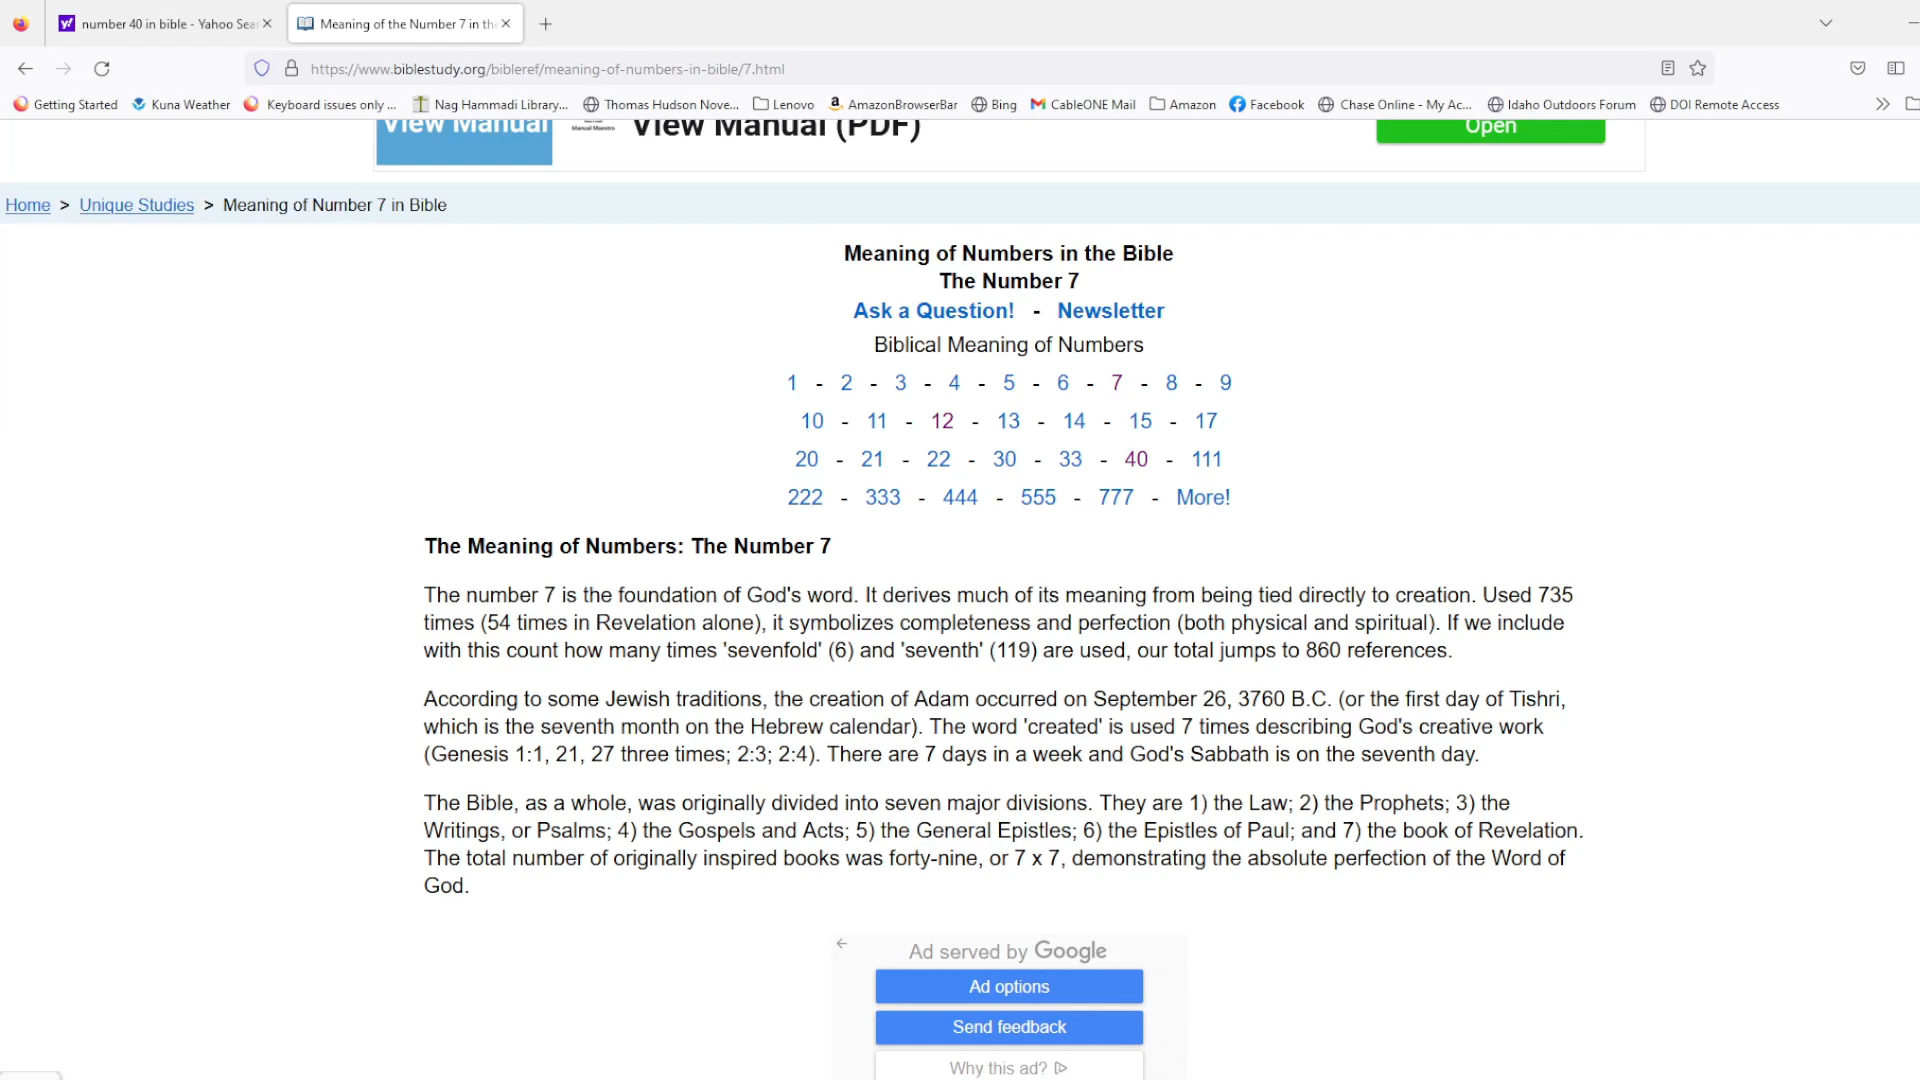 number 40 in bible - Yahoo Sea
Meaning of the Number 7 in the
https://www.biblestudy.org/bibleref/meaning-of-numbers-in-bible/7.html
Getting Started Kuna Weather Keyboard issues only ... Nag Hammadi Library... Thomas Hudson Nove... Lenovo AmazonBrowserBar Bing CableONE Mail Amazon Facebook Chase Online - My Ac... Idaho Outdoors Forum DOI Remote Access
View Manual Manual Maestro View Manual (PDF) Open
Home > Unique Studies > Meaning of Number 7 in Bible
Meaning of Numbers in the Bible
The Number 7
Ask a Question! - Newsletter
Biblical Meaning of Numbers
1 - 2 - 3 - 4 - 5 - 6 - 7 - 8 - 9
10 - 11 - 12 - 13 - 14 - 15 - 17
20 - 21 - 22 - 30 - 33 - 40 - 111
222 - 333 - 444 - 555 - 777 - More!
The Meaning of Numbers: The Number 7
The number 7 is the foundation of God's word. It derives much of its meaning from being tied directly to creation. Used 735
times (54 times in Revelation alone), it symbolizes completeness and perfection (both physical and spiritual). If we include
with this count how many times 'sevenfold' (6) and 'seventh' (119) are used, our total jumps to 860 references.
According to some Jewish traditions, the creation of Adam occurred on September 26, 3760 B.C. (or the first day of Tishri,
which is the seventh month on the Hebrew calendar). The word 'created' is used 7 times describing God's creative work
(Genesis 1:1, 21, 27 three times; 2:3; 2:4). There are 7 days in a week and God's Sabbath is on the seventh day.
The Bible, as a whole, was originally divided into seven major divisions. They are 1) the Law; 2) the Prophets; 3) the
Writings, or Psalms; 4) the Gospels and Acts; 5) the General Epistles; 6) the Epistles of Paul; and 7) the book of Revelation.
The total number of originally inspired books was forty-nine, or 7 x 7, demonstrating the absolute perfection of the Word of
God.
Ad served by Google
Ad options
Send feedback
Why this ad?